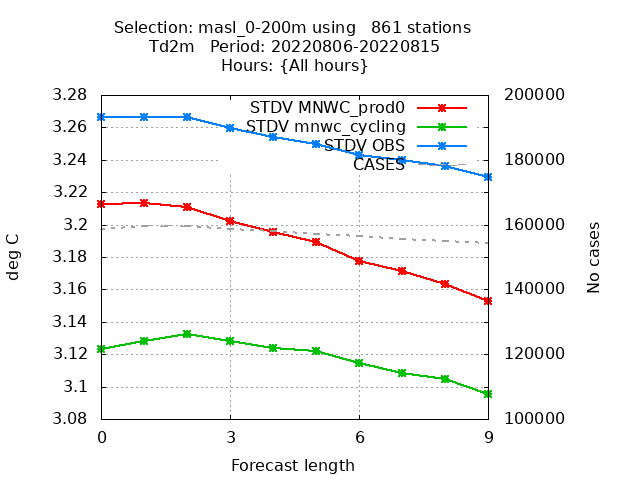 Selection: masl_0-200m using   861 stations
Td2m   Period: 20220806-20220815
Hours: {All hours}
3.28
3.26
3.24
3.22
3.2
3.18
3.16
3.14
3.12
3.1
3.08
deg C
STDV MNWC_prod0
STDV mnwc_cycling
STDV OBS
CASES
200000
180000
160000
140000
120000
100000
No cases
0 3 6 9
Forecast length